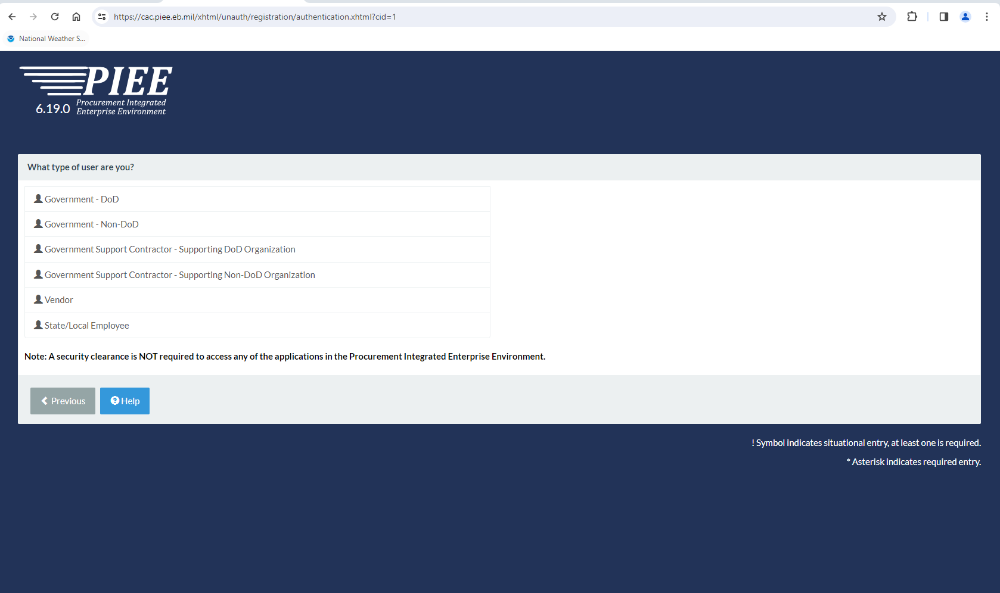 https://cac.piee.eb.mil/xhtml/unauth/registration/authentication.xhtml?cid=1
National Weather S...
PIEE
6.19.0 Procurement Integrated
Enterprise Environment
What type of user are you?
Government - DoD
Government - Non-DoD
Government Support Contractor - Supporting DoD Organization
Government Support Contractor - Supporting Non-DoD Organization
Vendor
State/Local Employee
Note: A security clearance is NOT required to access any of the applications in the Procurement Integrated Enterprise Environment.
Previous
Help
! Symbol indicates situational entry, at least one is required.
* Asterisk indicates required entry.